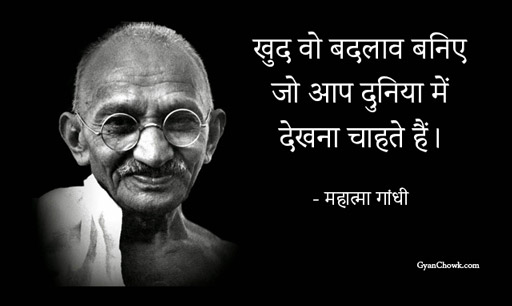 खुद वो बदलाव बनिए
जो आप दुनिया में
देखना चाहते हैं।
- महात्मा गांधी
GyanChowk.com